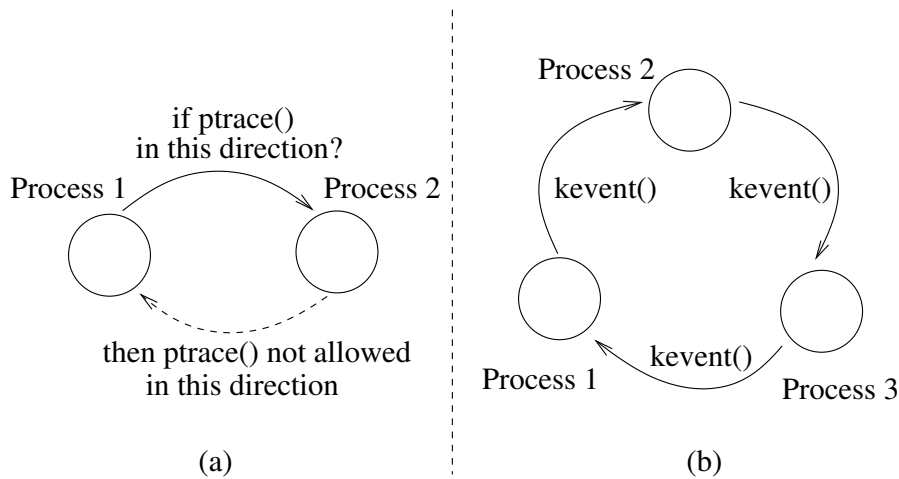 if ptrace()
in this direction?
Process 1
Process 2
then ptrace() not allowed
in this direction
(a)
Process 2
kevent()
kevent()
kevent()
Process 1
Process 3
(b)